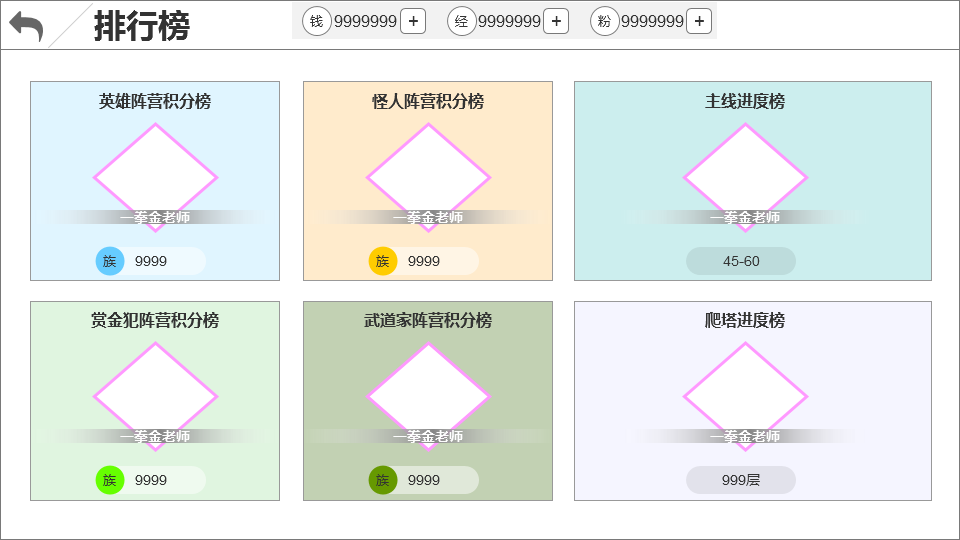 排行榜
钱 9999999 + 经 9999999 + 粉 9999999 +
英雄阵营积分榜
一拳金老师
族 9999
怪人阵营积分榜
一拳金老师
族 9999
主线进度榜
一拳金老师
45-60
赏金犯阵营积分榜
一拳金老师
族 9999
武道家阵营积分榜
一拳金老师
族 9999
爬塔进度榜
一拳金老师
999层